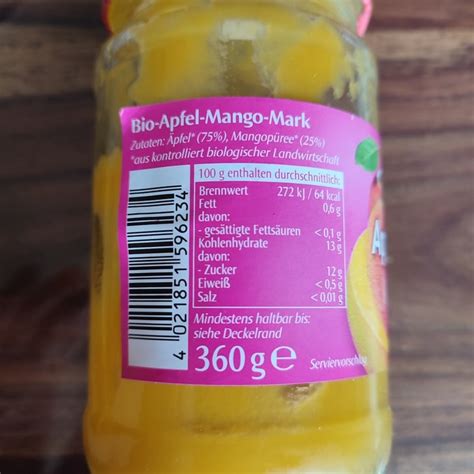 Bio-Apfel-Mango-Mark
Zutaten: Äpfel* (75%), Mangopüree* (25%)
*aus kontrolliert biologischer Landwirtschaft
100 g enthalten durchschnittlich:
Brennwert 272 kJ / 64 kcal
Fett 0,6 g
davon:
- gesättigte Fettsäuren < 0,1 g
Kohlenhydrate 13 g
davon:
- Zucker 12 g
Eiweiß < 0,5 g
Salz < 0,01 g
Mindestens haltbar bis:
siehe Deckelrand
360 g e
4 021851 596234